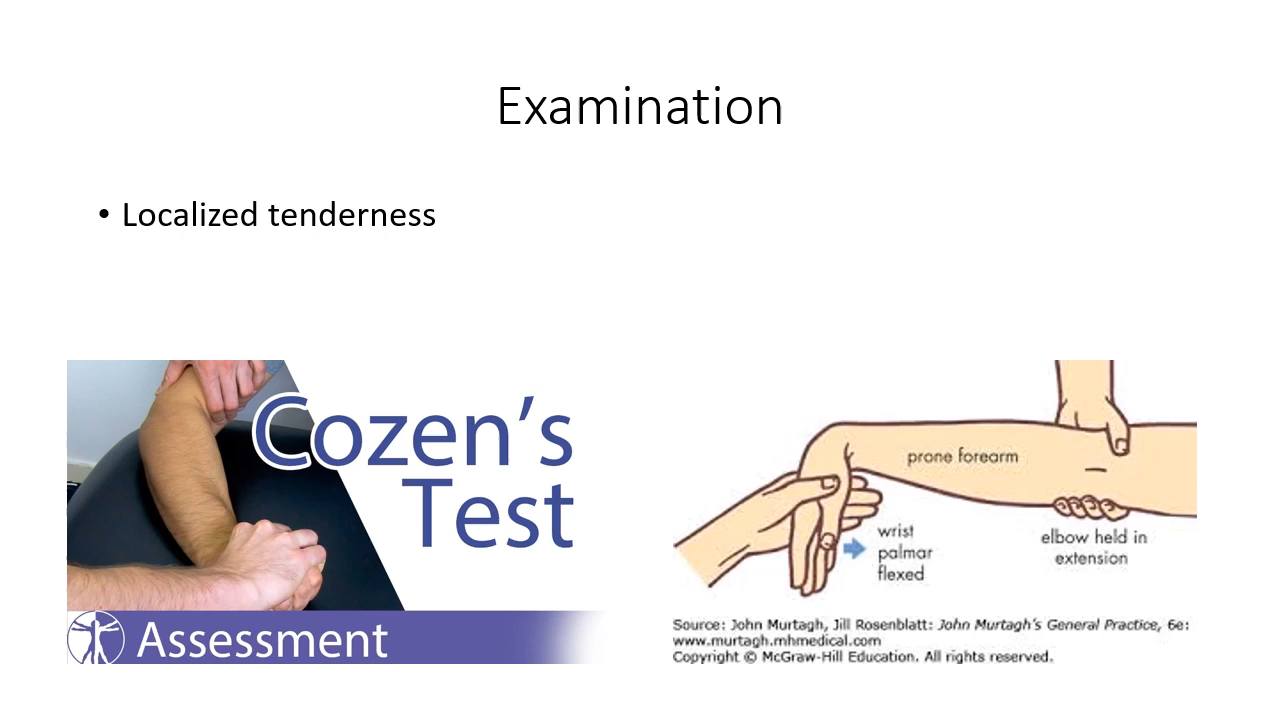 Examination
• Localized tenderness
Cozen's
Test
Assessment
prone forearm
wrist
palmar
flexed
elbow held in
extension
Source: John Murtagh, Jill Rosenblatt: John Murtagh's General Practice, 6e:
www.murtagh.mhmedical.com
Copyright © McGraw-Hill Education. All rights reserved.